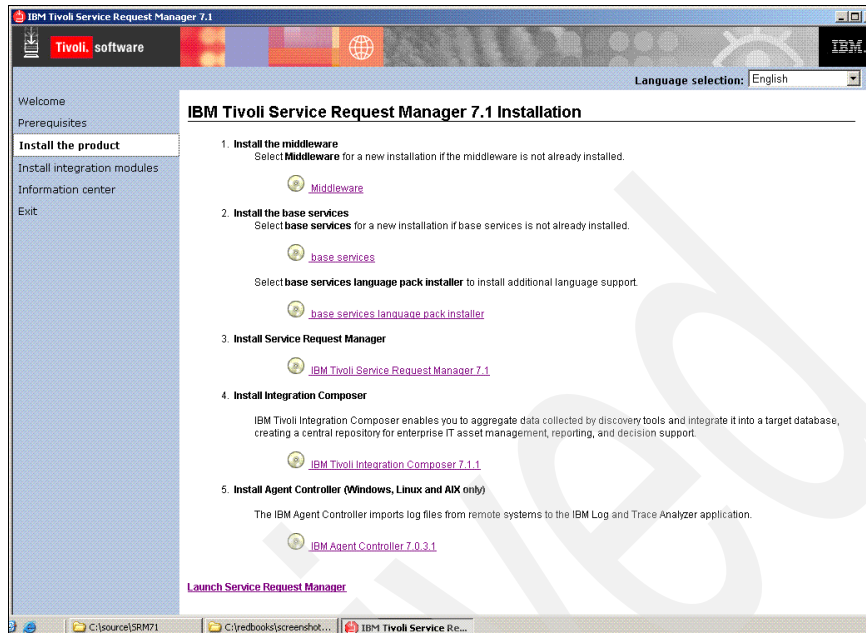 IBM Tivoli Service Request Manager 7.1
Tivoli. software
IBM.
Language selection: English
Welcome
Prerequisites
Install the product
Install integration modules
Information center
Exit
IBM Tivoli Service Request Manager 7.1 Installation
1. Install the middleware
Select Middleware for a new installation if the middleware is not already installed.
Middleware
2. Install the base services
Select base services for a new installation if base services is not already installed.
base services
Select base services language pack installer to install additional language support.
base services language pack installer
3. Install Service Request Manager
IBM Tivoli Service Request Manager 7.1
4. Install Integration Composer
IBM Tivoli Integration Composer enables you to aggregate data collected by discovery tools and integrate it into a target database,
creating a central repository for enterprise IT asset management, reporting, and decision support.
IBM Tivoli Integration Composer 7.1.1
5. Install Agent Controller (Windows, Linux and AIX only)
The IBM Agent Controller imports log files from remote systems to the IBM Log and Trace Analyzer application.
IBM Agent Controller 7.0.3.1
Launch Service Request Manager
C:\source\SRM71
C:\redbooks\screenshot...
IBM Tivoli Service Re...